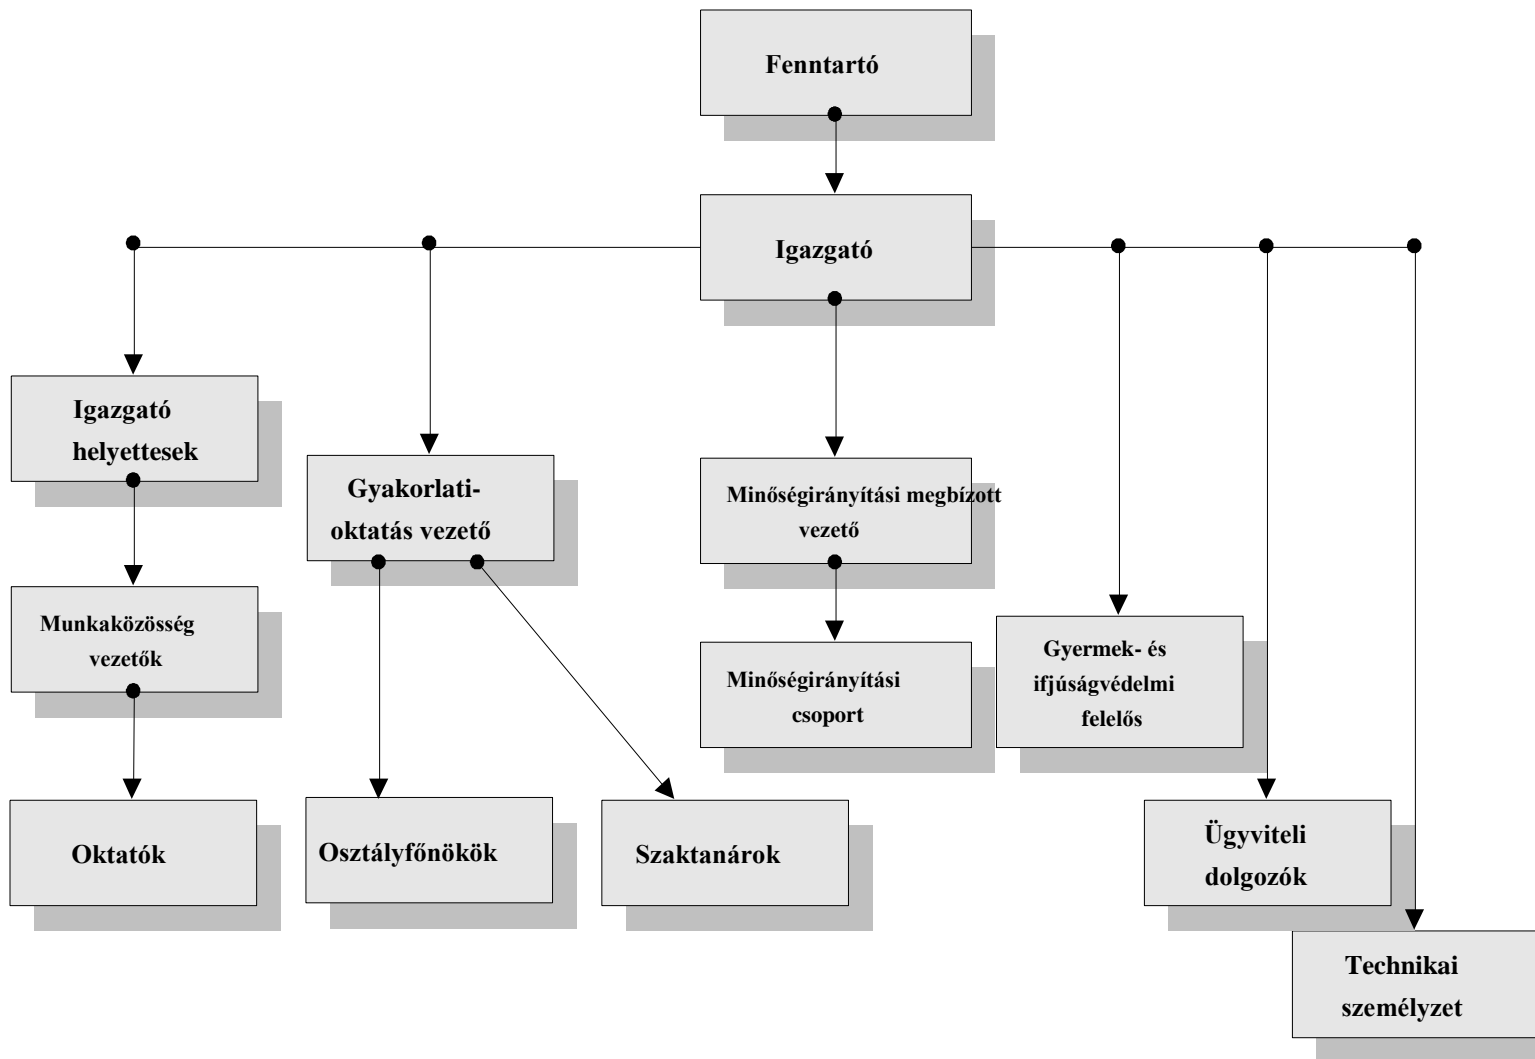 Fenntartó
Igazgató
Igazgató
helyettesek
Gyakorlati-
oktatás vezető
Minőségirányítási megbízott
vezető
Munkaközösség
vezetők
Minőségirányítási
csoport
Gyermek- és
ifjúságvédelmi
felelős
Oktatók
Osztályfőnökök
Szaktanárok
Ügyviteli
dolgozók
Technikai
személyzet